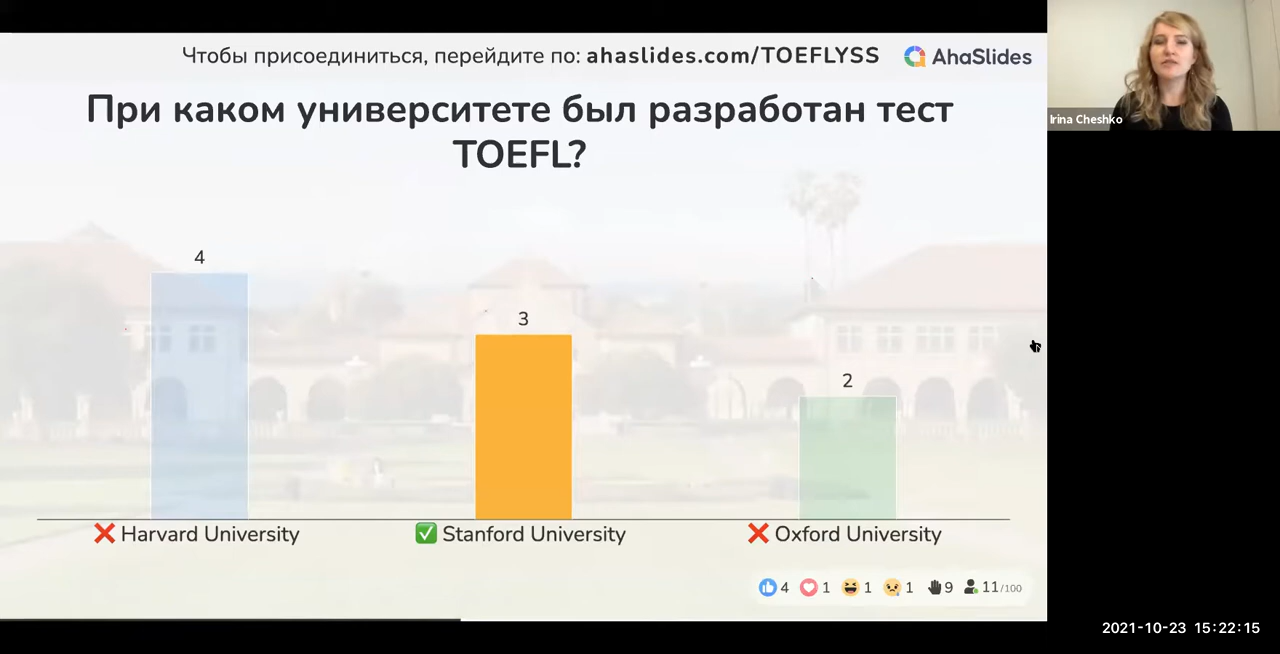 Чтобы присоединиться, перейдите по: ahaslides.com/TOEFLYSS AhaSlides
При каком университете был разработан тест
TOEFL?
4
3
2
❌ Harvard University
✅ Stanford University
❌ Oxford University
4 1 1 1 9 11/100
Irina Cheshko
2021-10-23 15:22:15